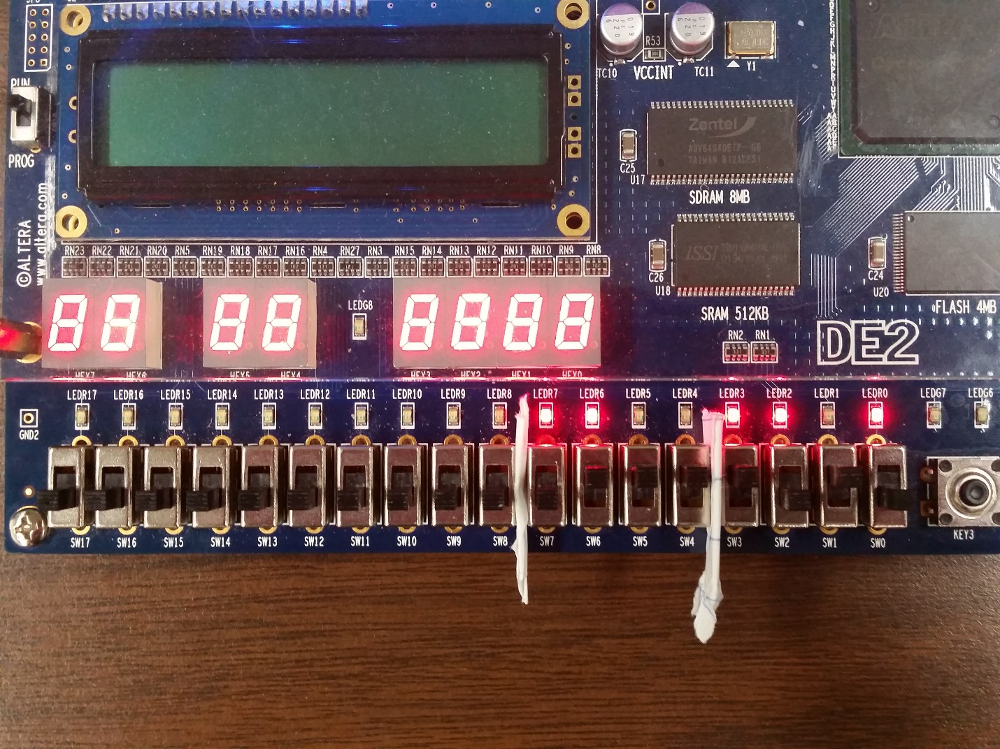 RUN
PROG
©ALTERA
www.altera.com
R53
TC10
VCCINT
TC11
Y1
Zentel
A3V64S40ETP-G6
C25
U17
SDRAM 8MB
ISSI
C26
U18
SRAM 512KB
C24
U20
FLASH 4MB
RN2 RN1
DE2
RN23 RN22 RN21 RN20 RN5 RN19 RN18 RN17 RN16 RN4 RN27 RN3 RN15 RN14 RN13 RN12 RN11 RN10 RN9 RN8
88 88 8888
LEDG8
HEX7 HEX6 HEX5 HEX4 HEX3 HEX2 HEX1 HEX0
LEDR17 LEDR16 LEDR15 LEDR14 LEDR13 LEDR12 LEDR11 LEDR10 LEDR9 LEDR8 LEDR7 LEDR6 LEDR5 LEDR4 LEDR3 LEDR2 LEDR1 LEDR0 LEDG7 LEDG6
GND2
SW17 SW16 SW15 SW14 SW13 SW12 SW11 SW10 SW9 SW8 SW7 SW6 SW5 SW4 SW3 SW2 SW1 SW0
KEY3